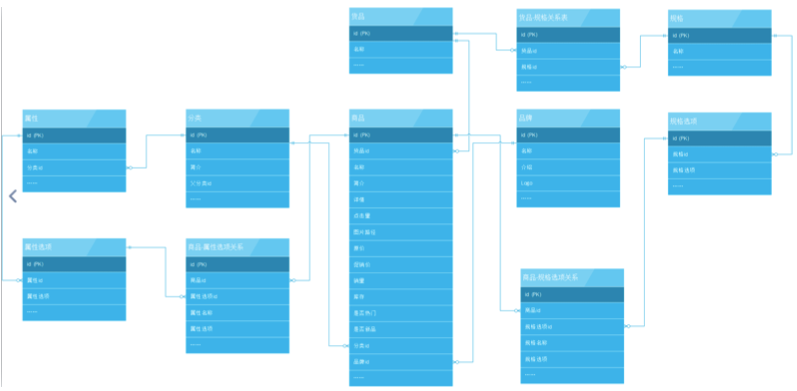 货品
id (PK)
名称
......
货品-规格关系表
id (PK)
货品id
规格id
......
规格
id (PK)
名称
......
属性
id (PK)
名称
分类id
......
分类
id (PK)
名称
简介
父分类id
......
商品
id (PK)
货品id
名称
简介
详情
点击量
图片路径
单位
促销价
销量
库存
是否热门
是否新品
分类id
品牌id
......
品牌
id (PK)
名称
介绍
logo
......
规格选项
id (PK)
规格id
规格选项
......
属性选项
id (PK)
属性id
属性选项
......
商品-属性选项关系
id (PK)
商品id
属性选项id
属性名称
属性选项
商品-规格选项关系
id (PK)
商品id
规格选项id
规格名称
规格选项
......